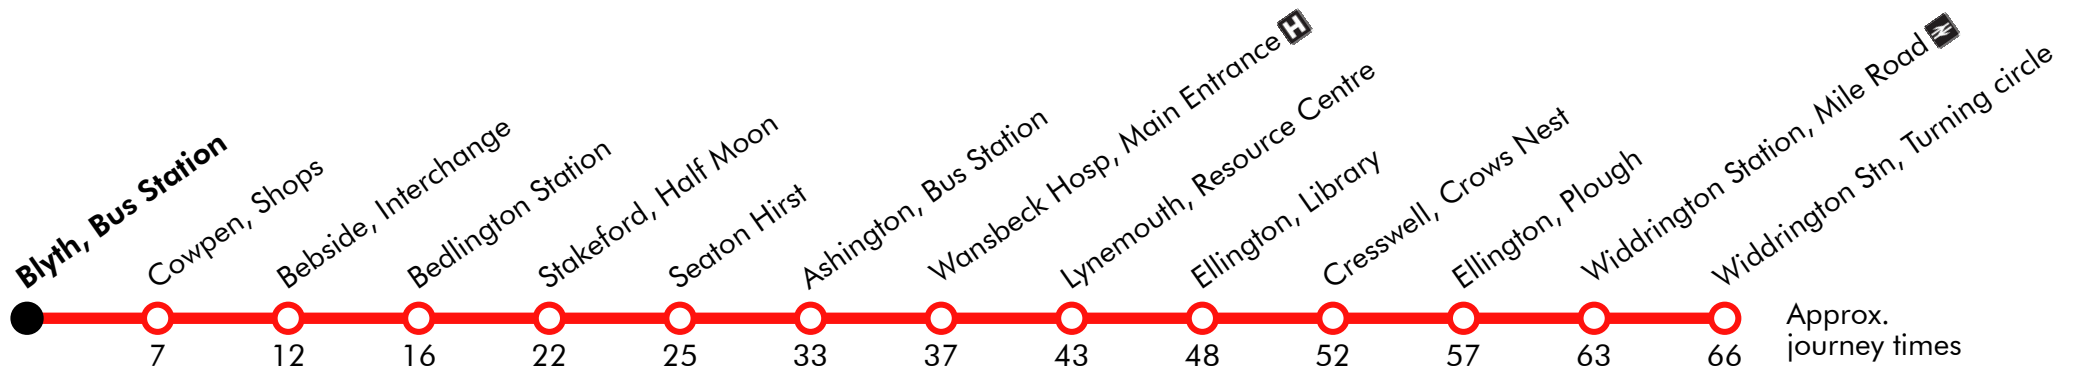 Blyth, Bus Station
Cowpen, Shops
Bebside, Interchange
Bedlington Station
Stakeford, Half Moon
Seaton Hirst
Ashington, Bus Station
Wansbeck Hosp, Main Entrance H
Lynemouth, Resource Centre
Ellington, Library
Cresswell, Crows Nest
Ellington, Plough
Widdrington Station, Mile Road
Widdrington Stn, Turning circle
7 12 16 22 25 33 37 43 48 52 57 63 66
Approx.
journey times